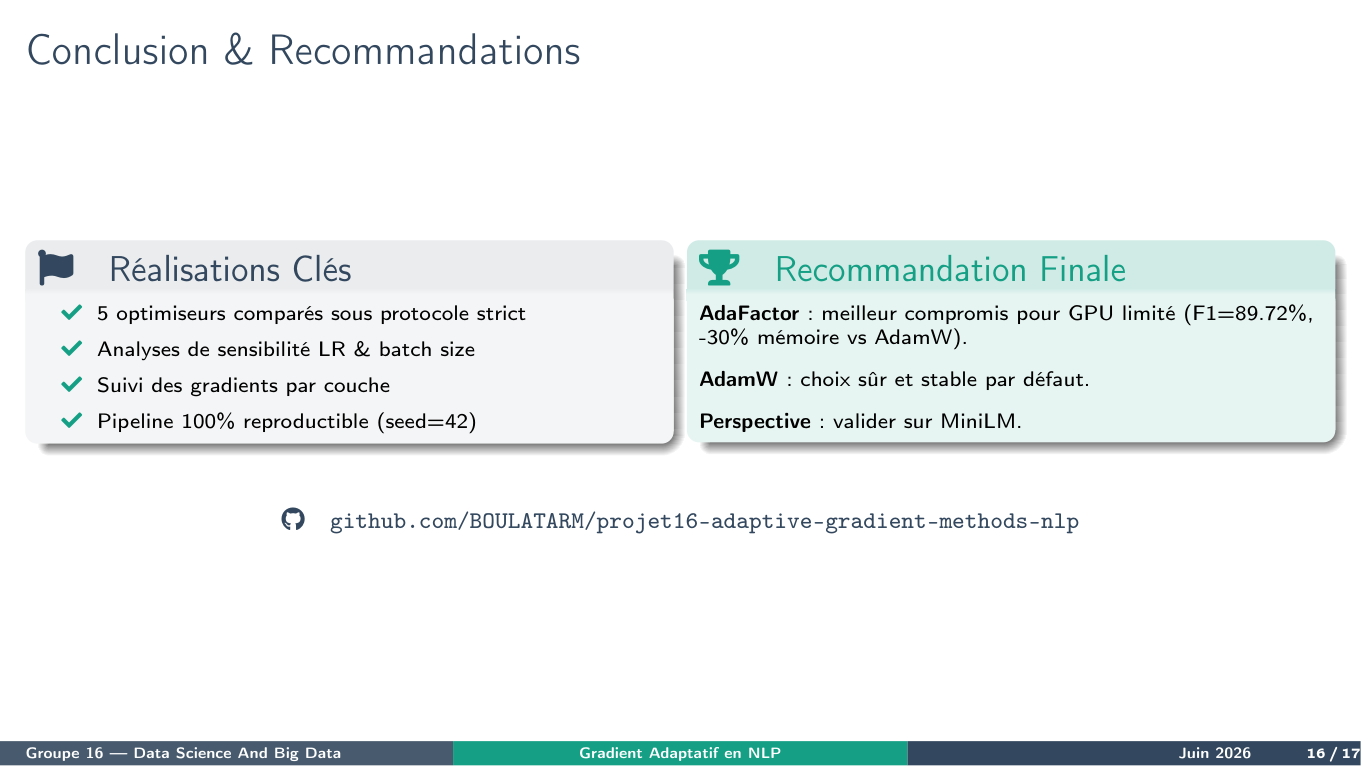 Conclusion & Recommandations
Réalisations Clés
5 optimiseurs comparés sous protocole strict
Analyses de sensibilité LR & batch size
Suivi des gradients par couche
Pipeline 100% reproductible (seed=42)
Recommandation Finale
AdaFactor : meilleur compromis pour GPU limité (F1=89.72%,
-30% mémoire vs AdamW).
AdamW : choix sûr et stable par défaut.
Perspective : valider sur MiniLM.
github.com/BOULATARM/projet16-adaptive-gradient-methods-nlp
Groupe 16 — Data Science And Big Data
Gradient Adaptatif en NLP
Juin 2026
16 / 17